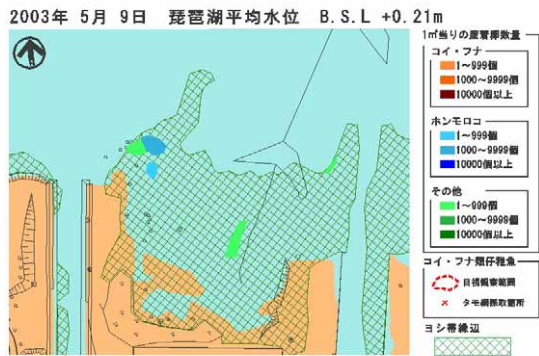 2003年 5月 9日 琵琶湖平均水位 B.S.L +0.21m
1㎡当りの産着卵数量
コイ・フナ
1～999個
1000～9999個
10000個以上
ホンモロコ
1～999個
1000～9999個
10000個以上
その他
1～999個
1000～9999個
10000個以上
コイ・フナ類仔稚魚
目視観察範囲
タモ網採取箇所
ヨシ帯縁辺